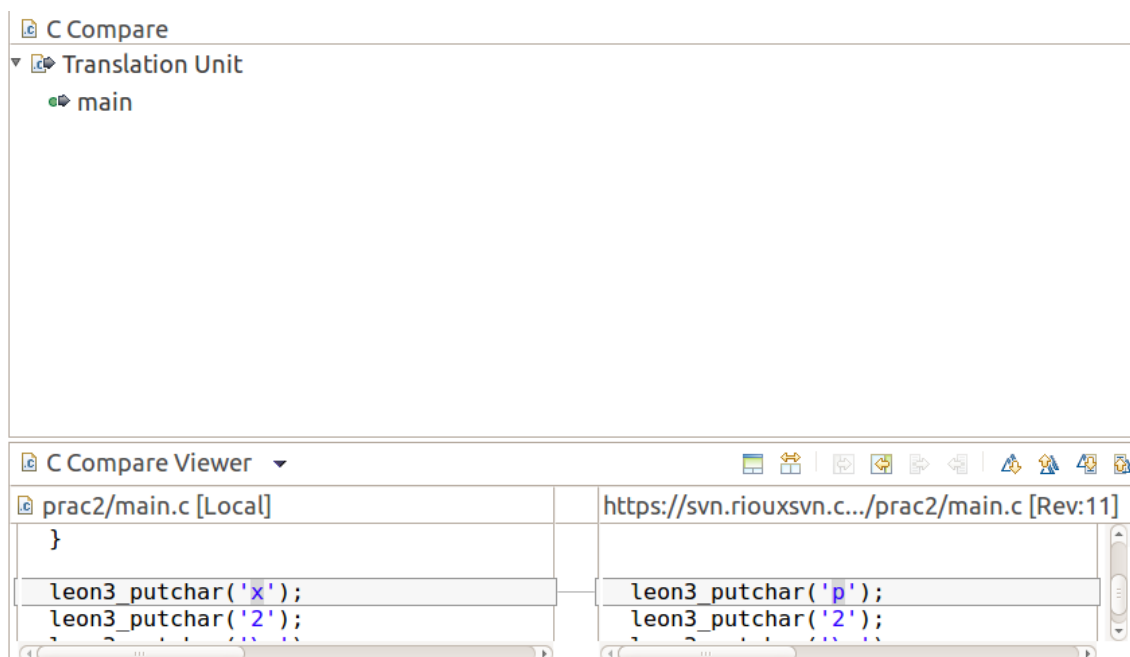 C Compare
Translation Unit
main
C Compare Viewer
prac2/main.c [Local]
https://svn.riouxsvn.c.../prac2/main.c [Rev:11]
}
leon3_putchar('x');
leon3_putchar('p');
leon3_putchar('2');
leon3_putchar('2');